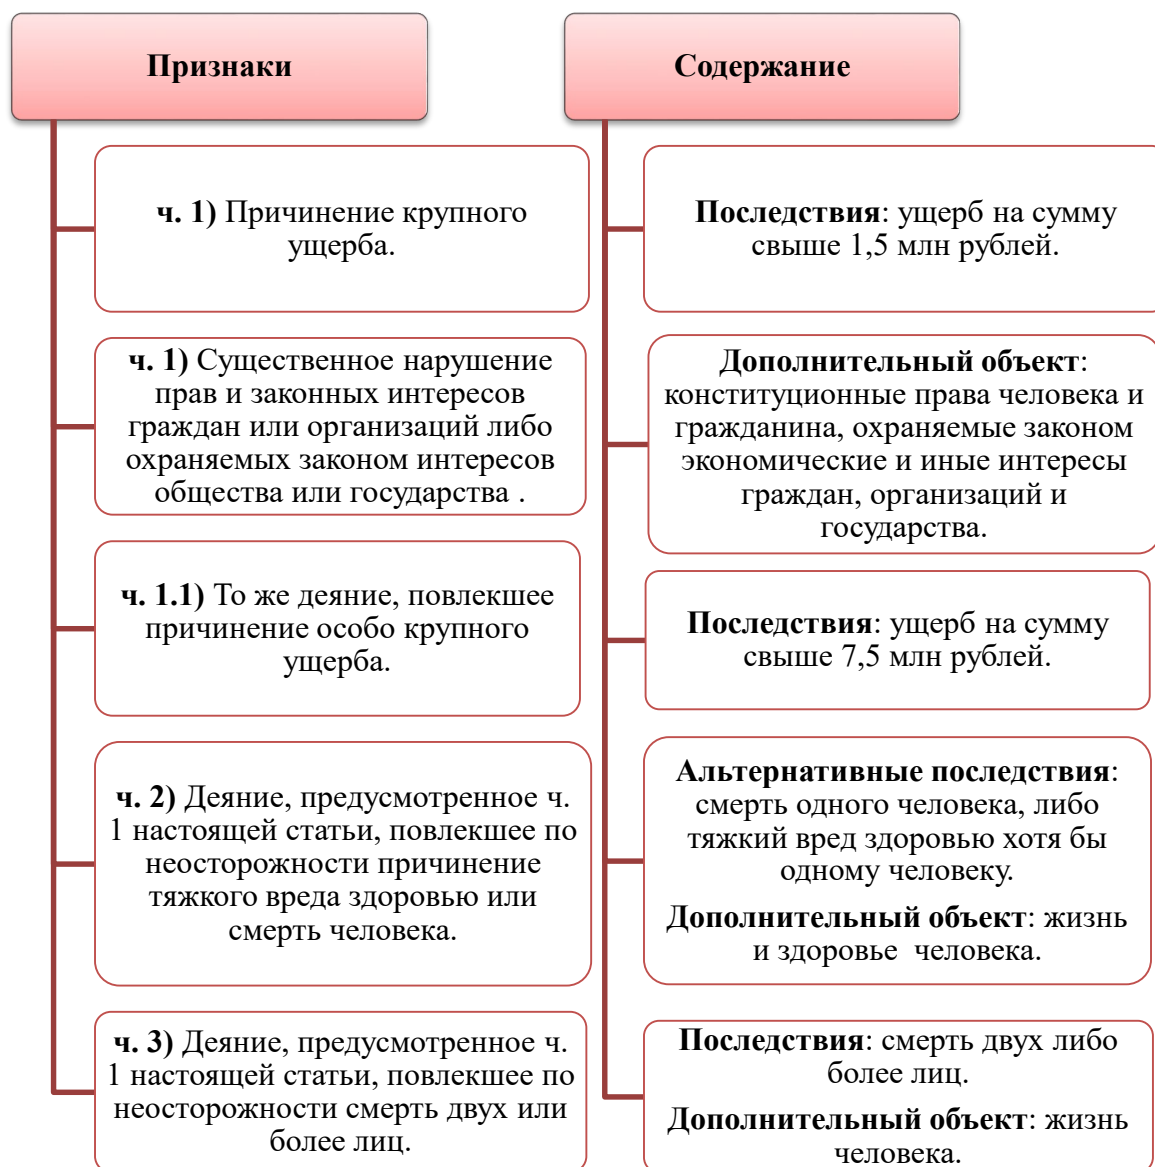 Признаки
Содержание
ч. 1) Причинение крупного
ущерба.
Последствия: ущерб на сумму
свыше 1,5 млн рублей.
ч. 1) Существенное нарушение
прав и законных интересов
граждан или организаций либо
охраняемых законом интересов
общества или государства .
Дополнительный объект:
конституционные права человека и
гражданина, охраняемые законом
экономические и иные интересы
граждан, организаций и
государства.
ч. 1.1) То же деяние, повлекшее
причинение особо крупного
ущерба.
Последствия: ущерб на сумму
свыше 7,5 млн рублей.
ч. 2) Деяние, предусмотренное ч.
1 настоящей статьи, повлекшее по
неосторожности причинение
тяжкого вреда здоровью или
смерть человека.
Альтернативные последствия:
смерть одного человека, либо
тяжкий вред здоровью хотя бы
одному человеку.
Дополнительный объект: жизнь
и здоровье человека.
ч. 3) Деяние, предусмотренное ч.
1 настоящей статьи, повлекшее по
неосторожности смерть двух или
более лиц.
Последствия: смерть двух либо
более лиц.
Дополнительный объект: жизнь
человека.